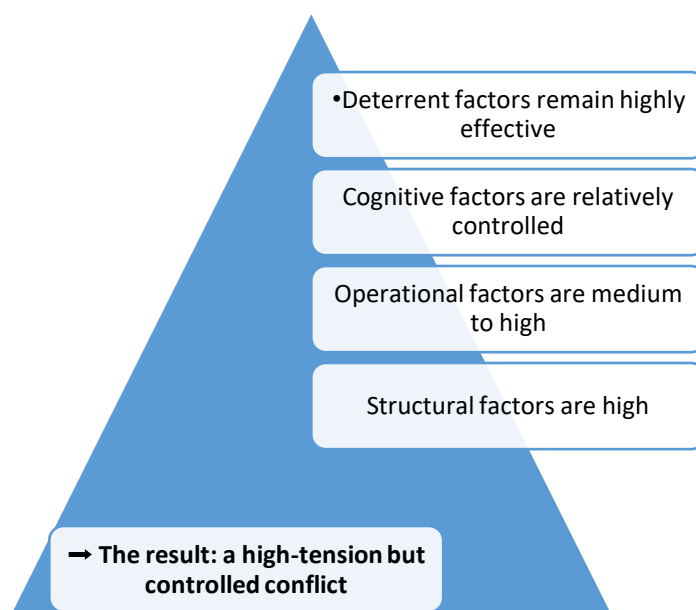 •Deterrent factors remain highly
effective
Cognitive factors are relatively
controlled
Operational factors are medium
to high
Structural factors are high
→ The result: a high-tension but
controlled conflict